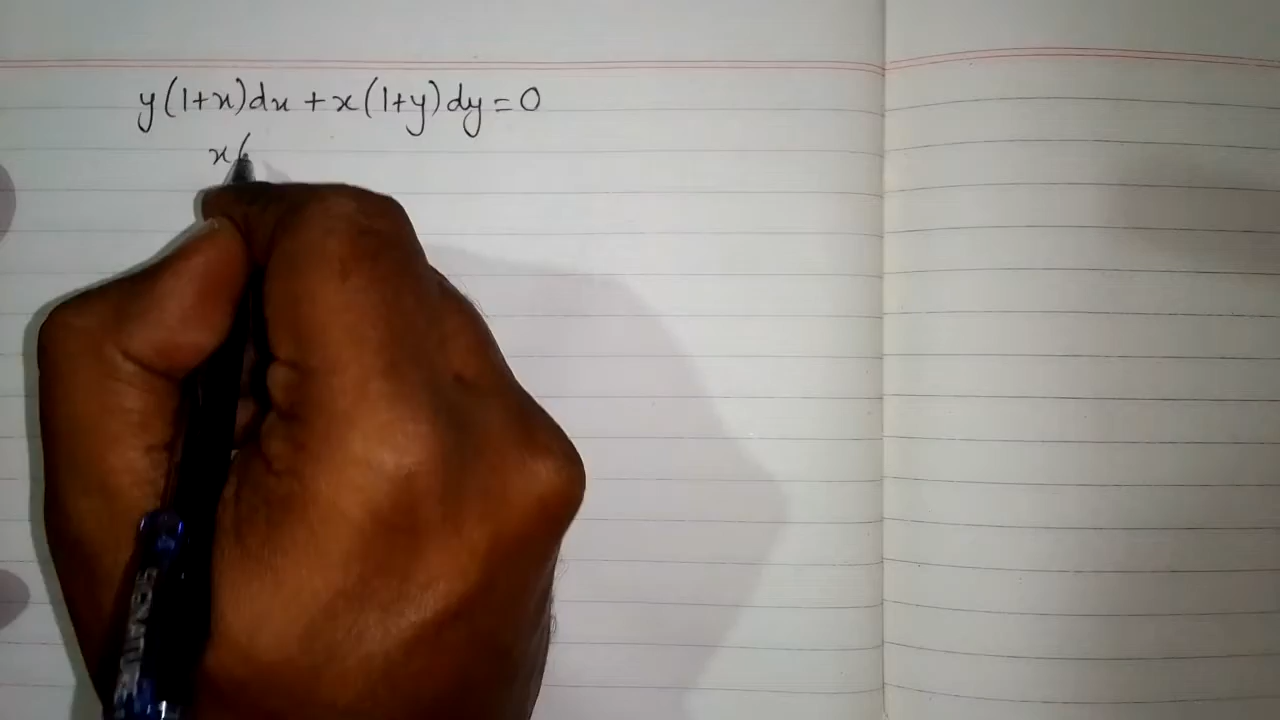 y(1+x)dx + x(1+y)dy = 0
x(